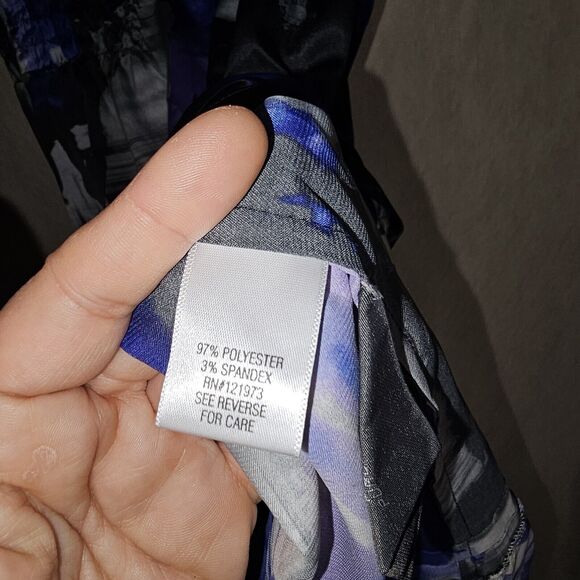 97% POLYESTER
3% SPANDEX
RN#121973
SEE REVERSE
FOR CARE